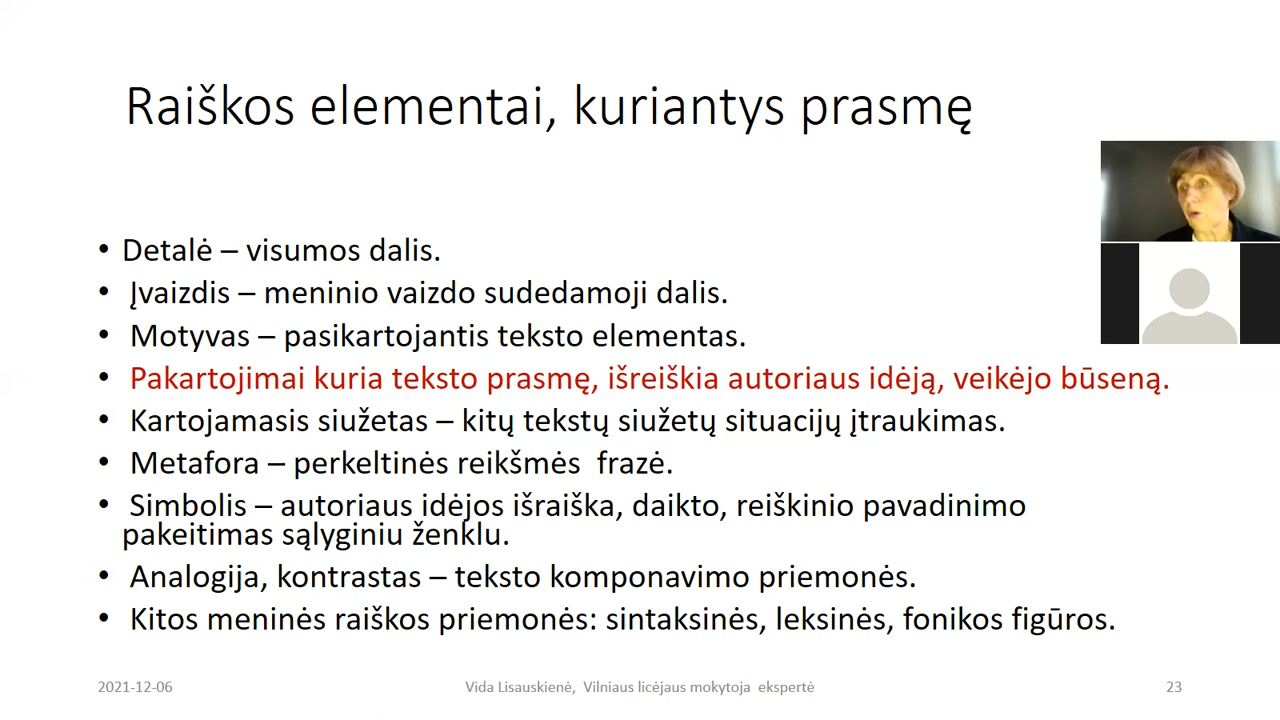 Raiškos elementai, kuriantys prasmę
• Detalė – visumos dalis.
• Įvaizdis – meninio vaizdo sudedamoji dalis.
• Motyvas – pasikartojantis teksto elementas.
• Pakartojimai kuria teksto prasmę, išreiškia autoriaus idėją, veikėjo būseną.
• Kartojamasis siužetas – kitų tekstų siužetų situacijų įtraukimas.
• Metafora – perkeltinės reikšmės frazė.
• Simbolis – autoriaus idėjos išraiška, daikto, reiškinio pavadinimo
pakeitimas sąlyginiu ženklu.
• Analogija, kontrastas – teksto komponavimo priemonės.
• Kitos meninės raiškos priemonės: sintaksinės, leksinės, fonikos figūros.
2021-12-06
Vida Lisauskienė, Vilniaus licėjaus mokytoja ekspertė
23